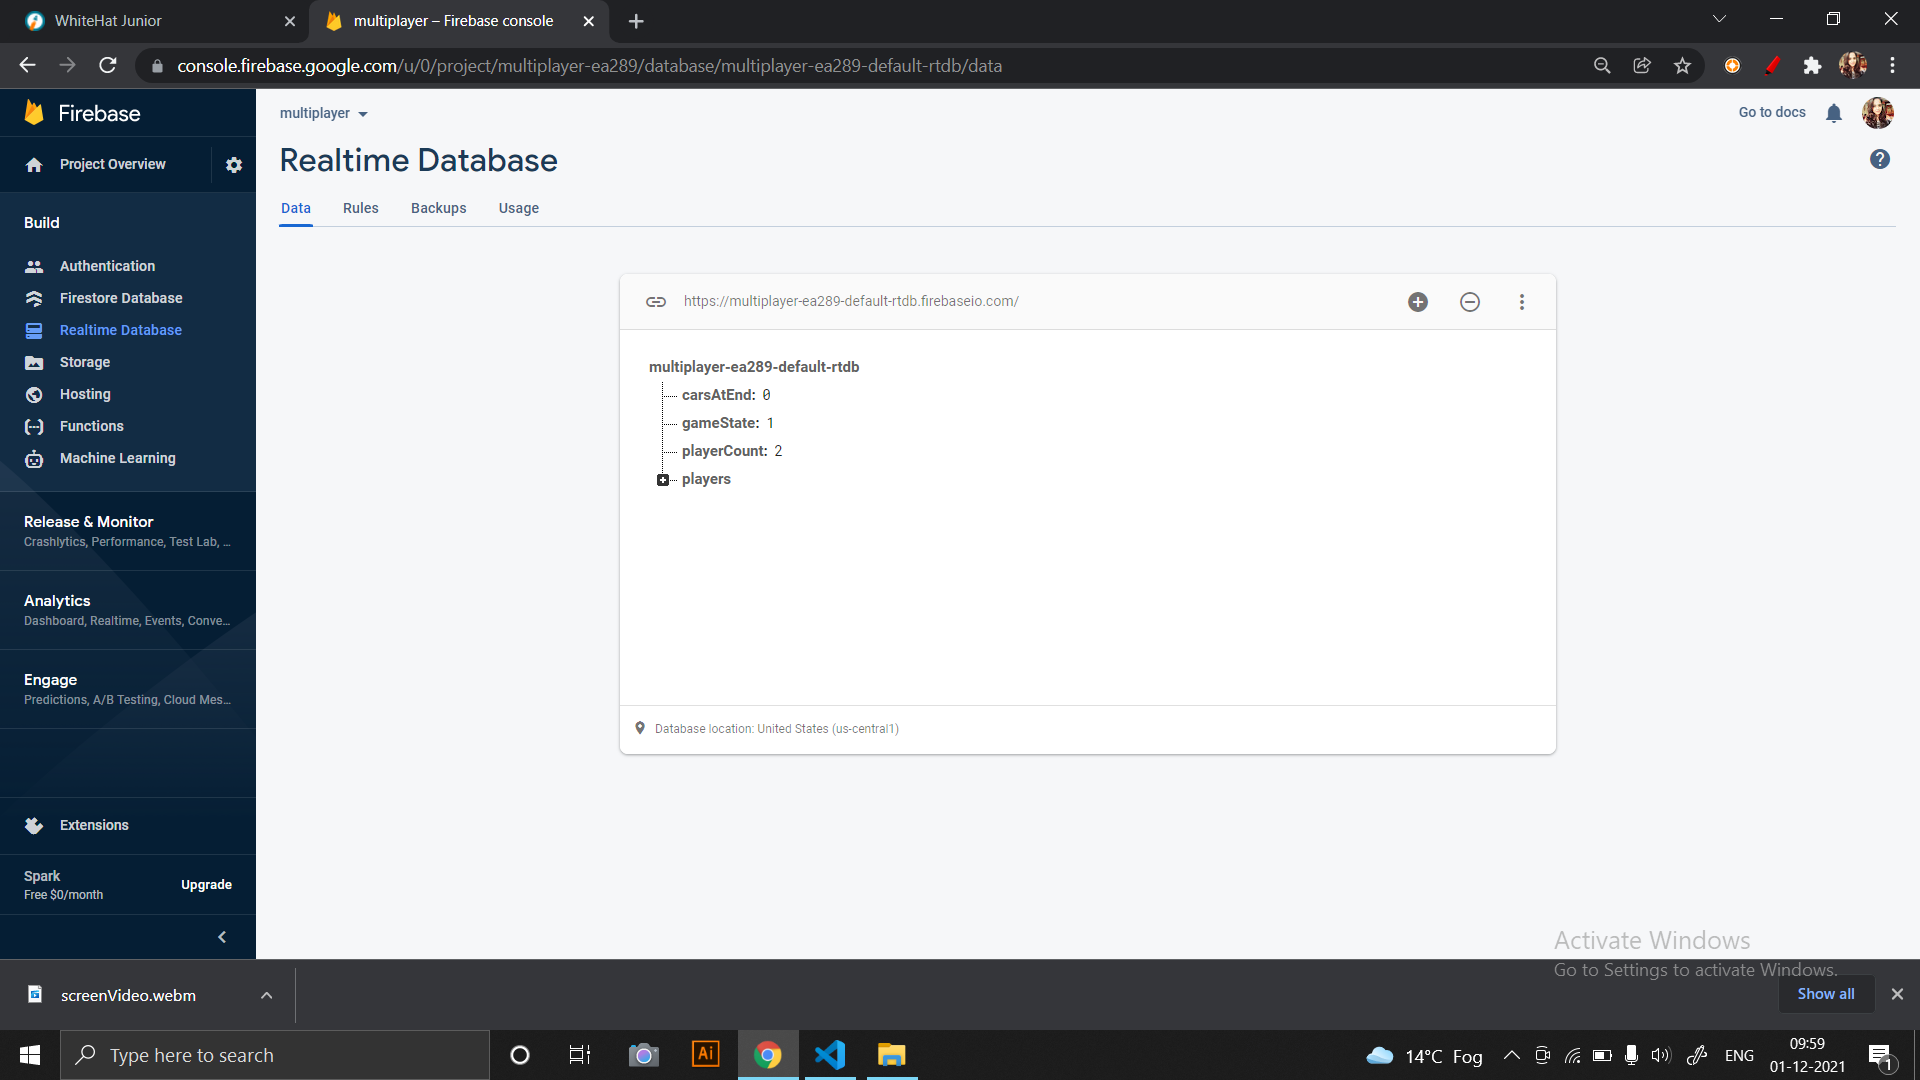 WhiteHat Junior
multiplayer – Firebase console
console.firebase.google.com/u/0/project/multiplayer-ea289/database/multiplayer-ea289-default-rtdb/data
Firebase
multiplayer
Go to docs
Project Overview
Realtime Database
Data Rules Backups Usage
Build
Authentication
Firestore Database
Realtime Database
Storage
Hosting
Functions
Machine Learning
Release & Monitor
Crashlytics, Performance, Test Lab, ...
Analytics
Dashboard, Realtime, Events, Conve...
Engage
Predictions, A/B Testing, Cloud Mes...
Extensions
Spark
Free $0/month
Upgrade
https://multiplayer-ea289-default-rtdb.firebaseio.com/
multiplayer-ea289-default-rtdb
carsAtEnd: 0
gameState: 1
playerCount: 2
players
Database location: United States (us-central1)
Activate Windows
Go to Settings to activate Windows.
screenVideo.webm
Show all
Type here to search
Ai
14°C Fog
ENG
09:59
01-12-2021
1